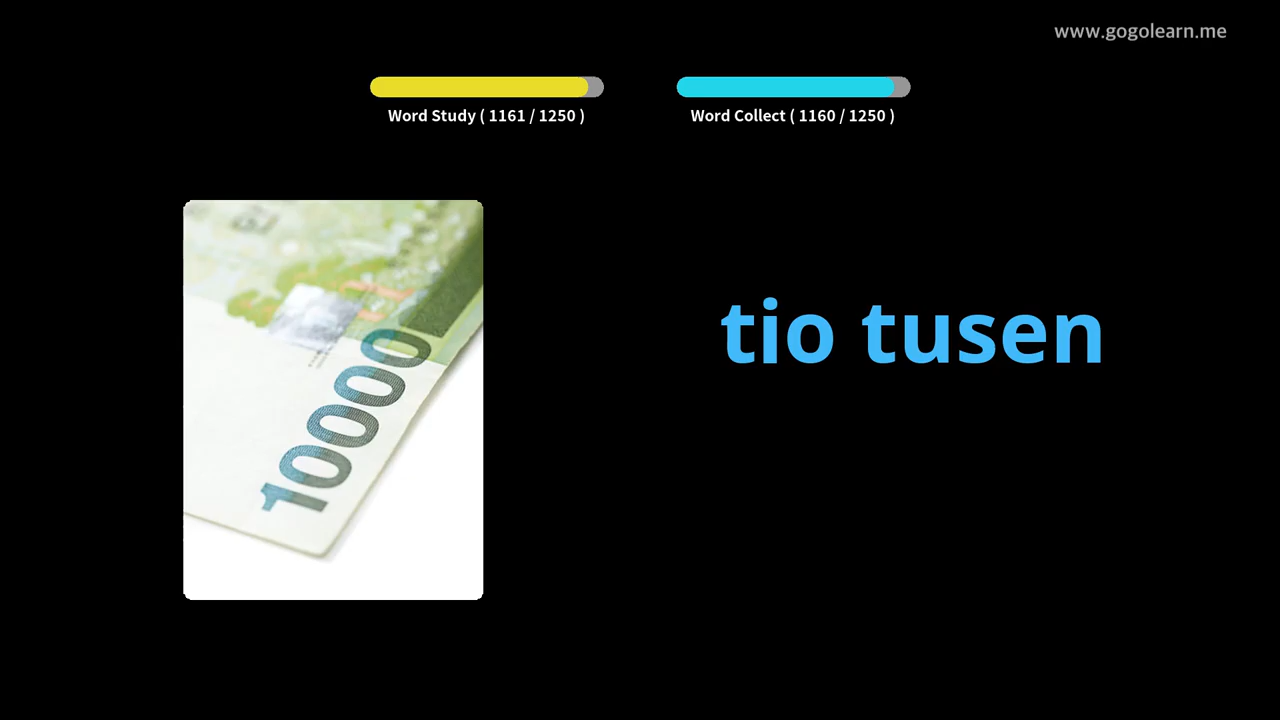 www.gogolearn.me
Word Study ( 1161 / 1250 )
Word Collect ( 1160 / 1250 )
tio tusen
10000